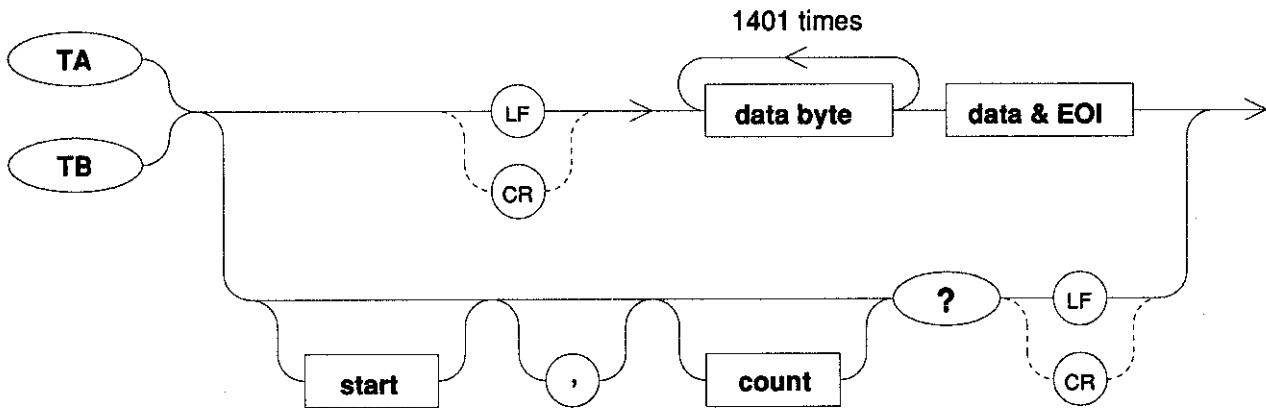 1401 times
TA
LF
data byte
data & EOI
TB
CR
?
LF
start
,
count
CR